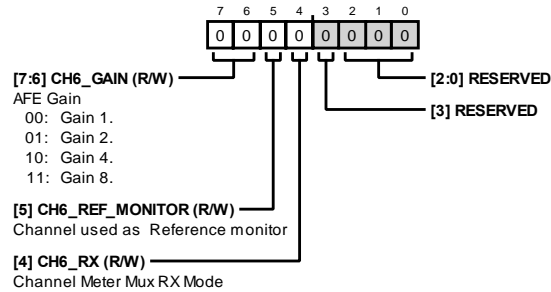 7 6 5 4 3 2 1 0
0 0 0 0 0 0 0 0
[7:6] CH6_GAIN (R/W)
AFE Gain
00: Gain 1.
01: Gain 2.
10: Gain 4.
11: Gain 8.
[5] CH6_REF_MONITOR (R/W)
Channel used as Reference monitor
[4] CH6_RX (R/W)
Channel Meter Mux RX Mode
[2:0] RESERVED
[3] RESERVED